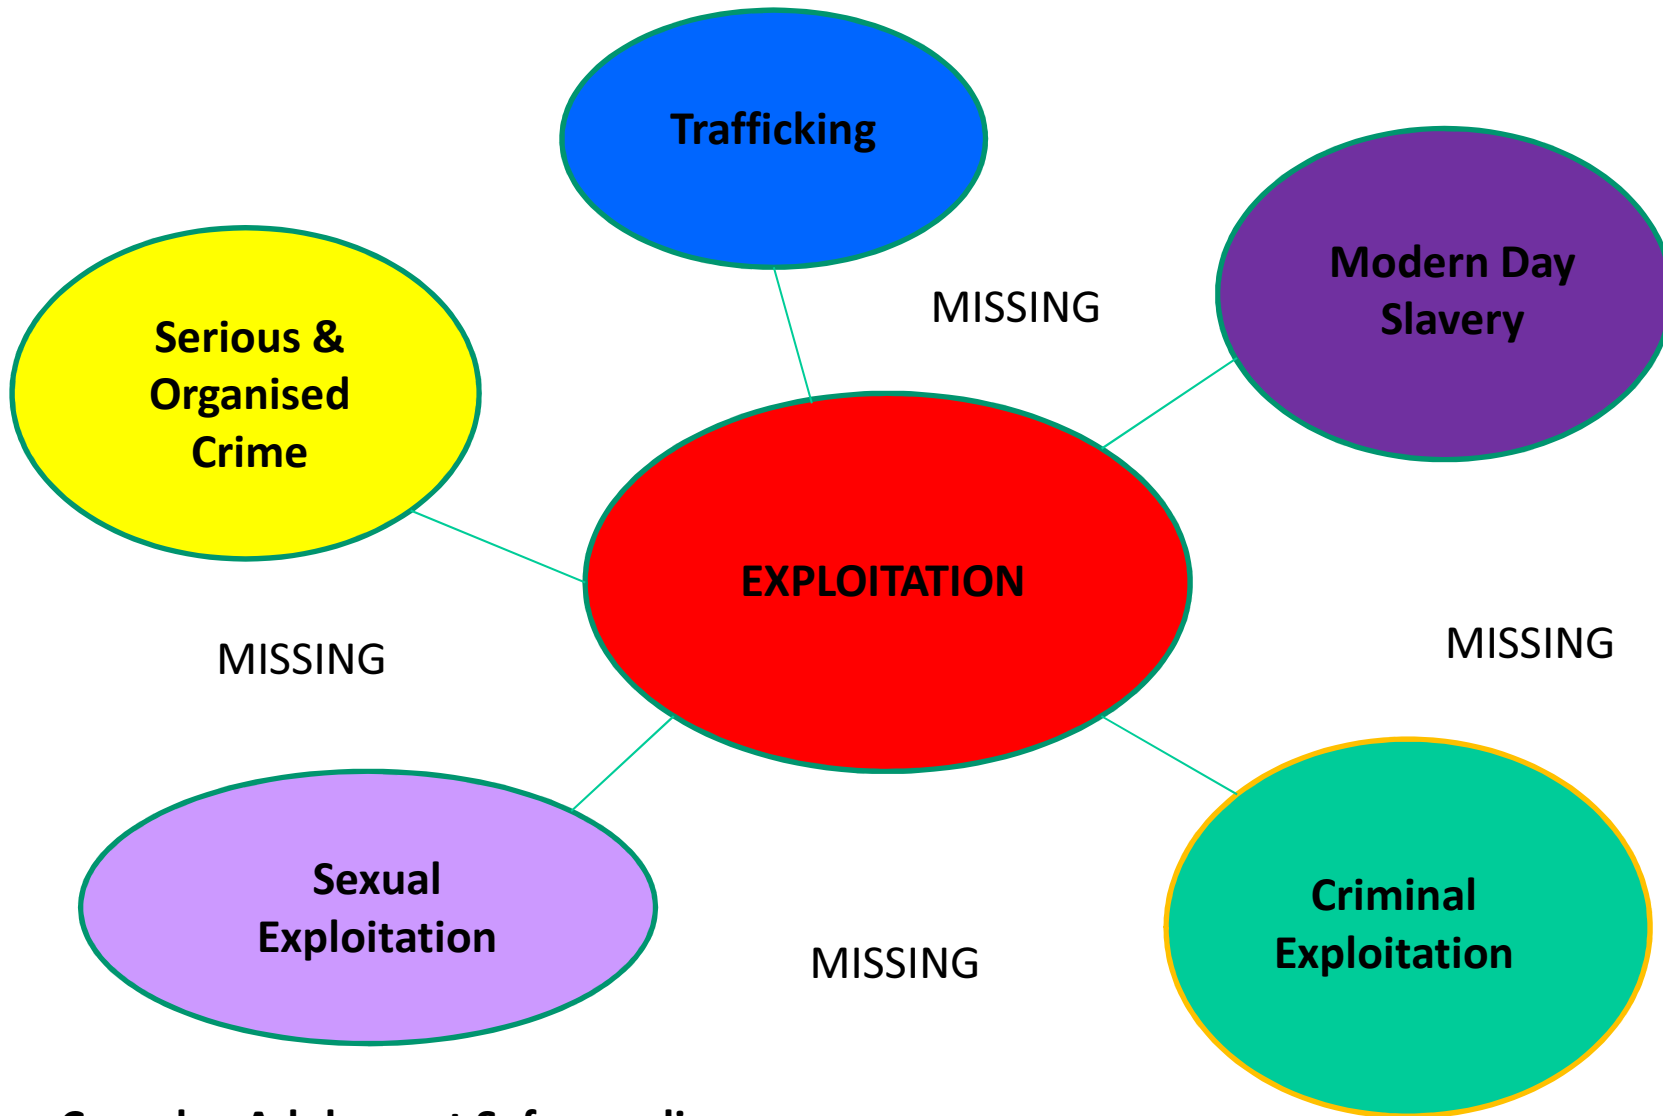 Trafficking
Modern Day
Slavery
MISSING
Serious &
Organised
Crime
EXPLOITATION
MISSING
MISSING
Sexual
Exploitation
Criminal
Exploitation
MISSING